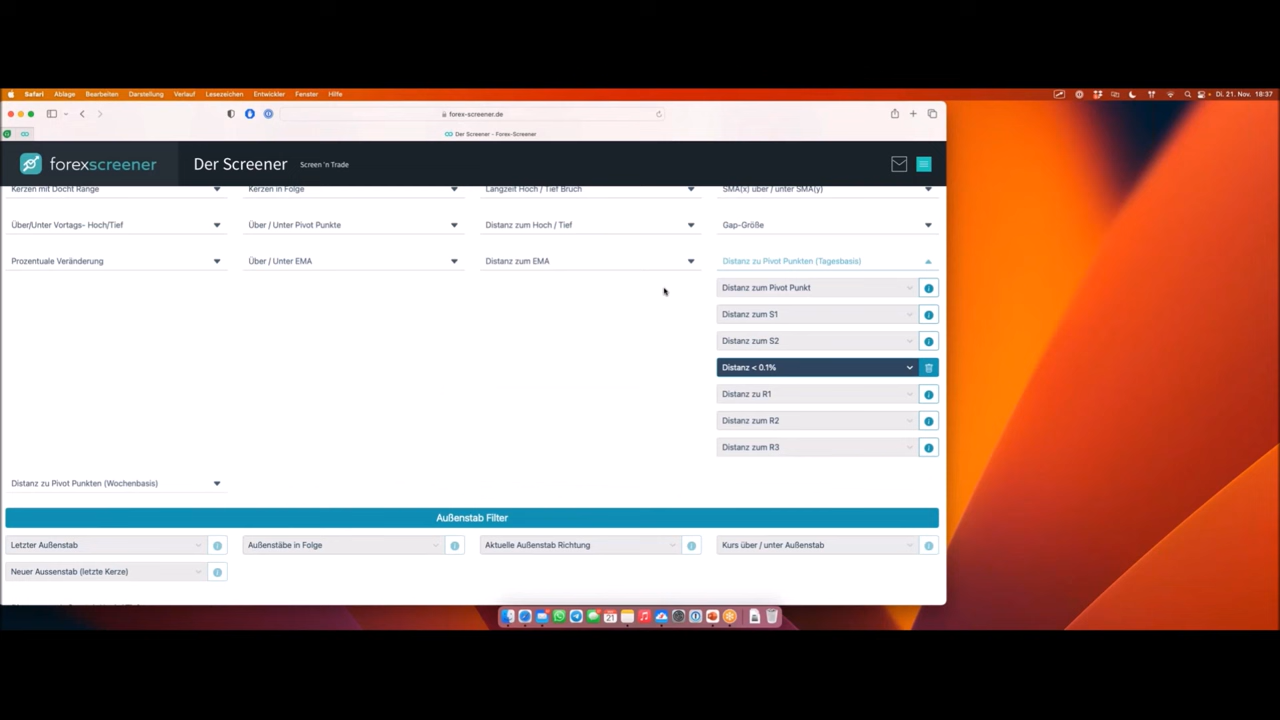 Safari Ablage Bearbeiten Darstellung Verlauf Lesezeichen Entwickler Fenster Hilfe
Di. 21. Nov. 18:37
forex-screener.de
Der Screener - Forex-Screener
forexscreener Der Screener Screen 'n Trade
Kerzen mit Docht Range Kerzen in Folge Langzeit Hoch / Tief Bruch SMA(x) über / unter SMA(y)
Über/Unter Vortags- Hoch/Tief Über / Unter Pivot Punkte Distanz zum Hoch / Tief Gap-Größe
Prozentuale Veränderung Über / Unter EMA Distanz zum EMA Distanz zu Pivot Punkten (Tagesbasis)
Distanz zum Pivot Punkt
Distanz zum S1
Distanz zum S2
Distanz < 0.1%
Distanz zu R1
Distanz zum R2
Distanz zum R3
Distanz zu Pivot Punkten (Wochenbasis)
Außenstab Filter
Letzter Außenstab Außenstäbe in Folge Aktuelle Außenstab Richtung Kurs über / unter Außenstab
Neuer Aussenstab (letzte Kerze)